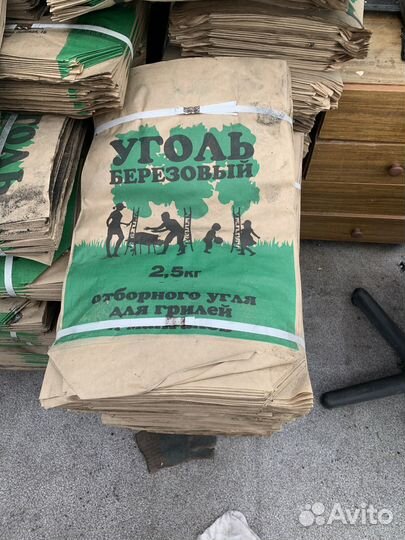 УГОЛЬ
БЕРЕЗОВЫЙ
2,5кг
отборного угля
для грилей
Avito